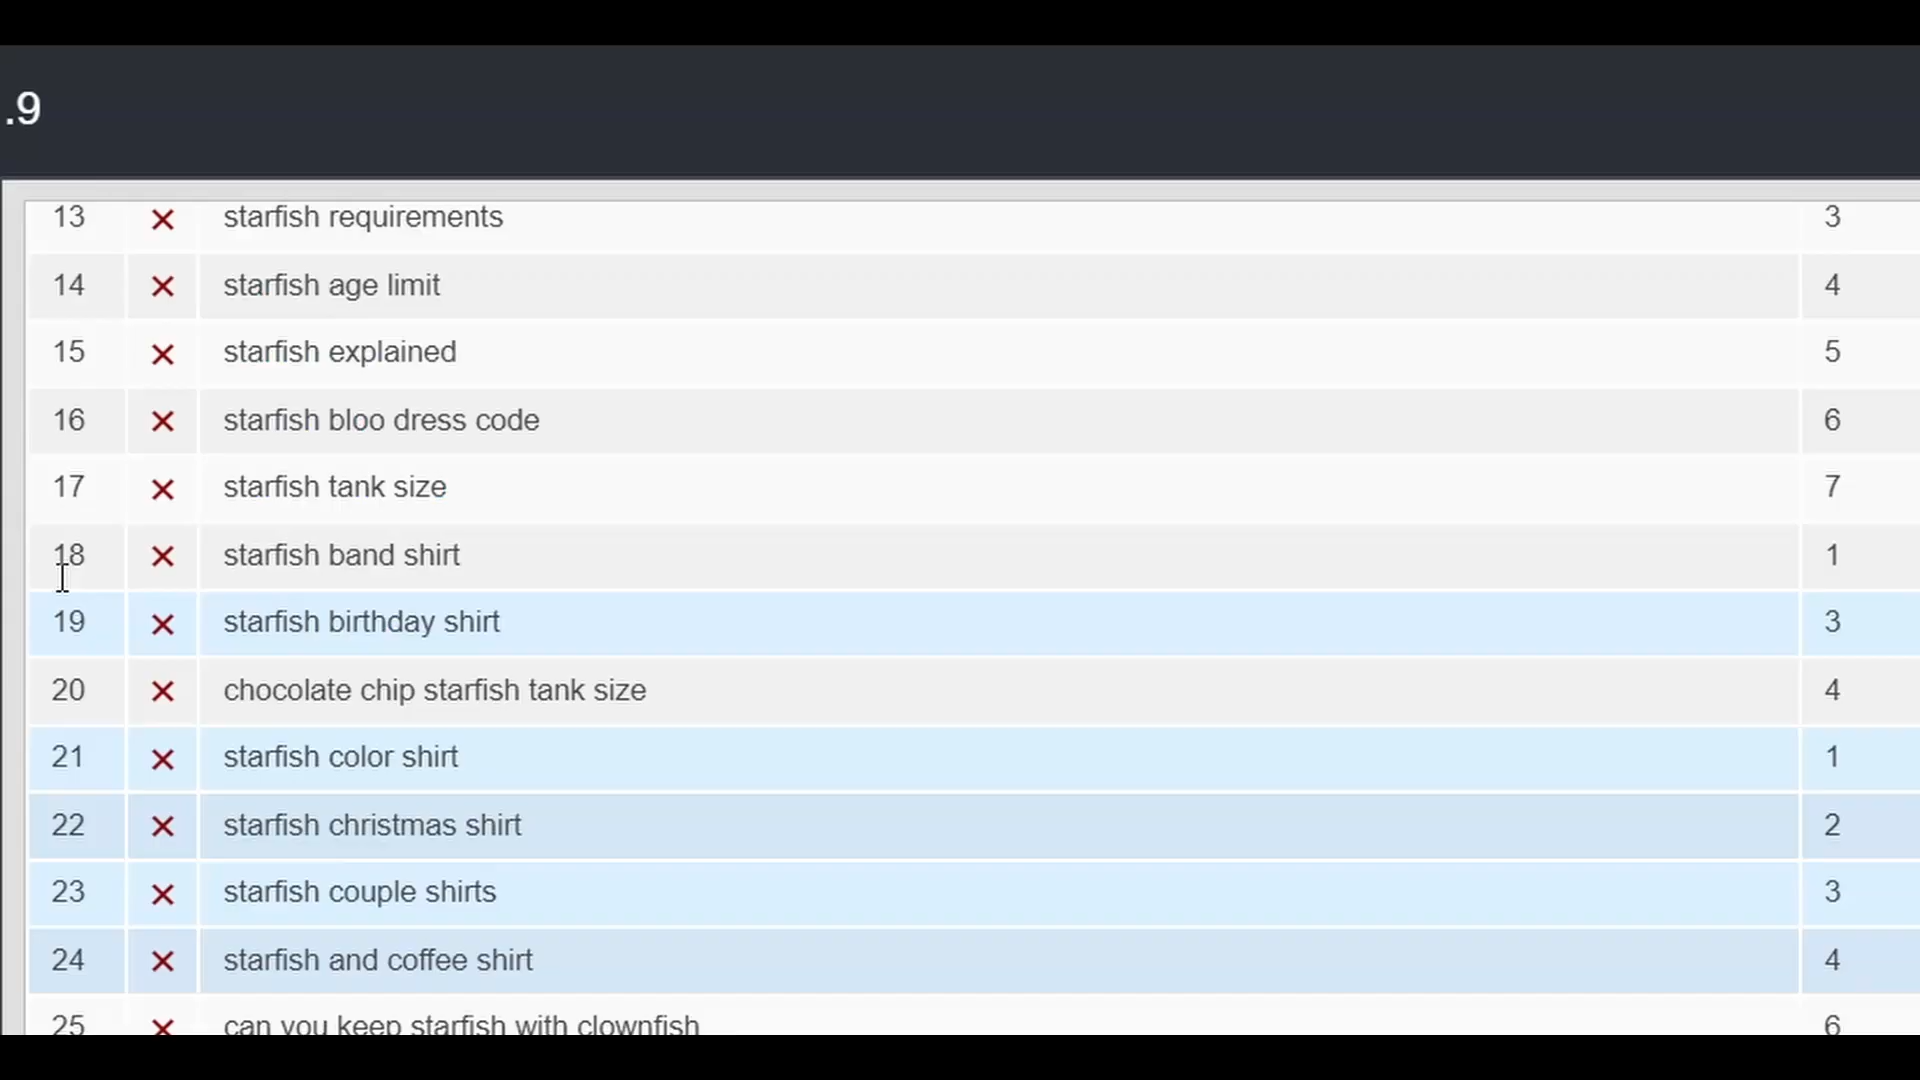 .9
13 starfish requirements 3
14 starfish age limit 4
15 starfish explained 5
16 starfish bloo dress code 6
17 starfish tank size 7
18 starfish band shirt 1
19 starfish birthday shirt 3
20 chocolate chip starfish tank size 4
21 starfish color shirt 1
22 starfish christmas shirt 2
23 starfish couple shirts 3
24 starfish and coffee shirt 4
25 can you keep starfish with clownfish 6